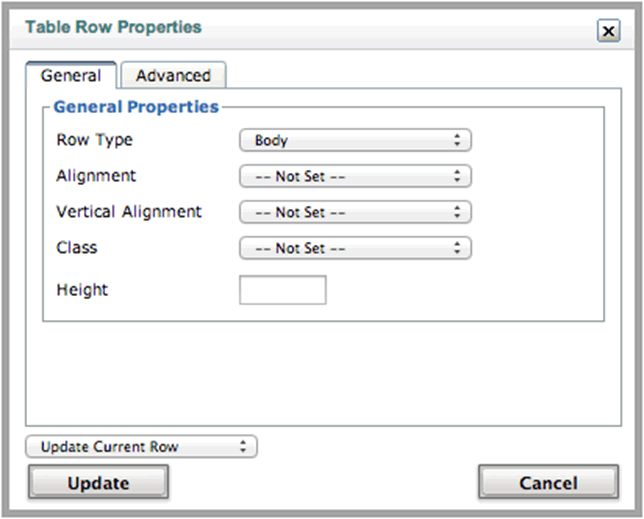 Table Row Properties
General Advanced
General Properties
Row Type Body
Alignment -- Not Set --
Vertical Alignment -- Not Set --
Class -- Not Set --
Height
Update Current Row
Update Cancel